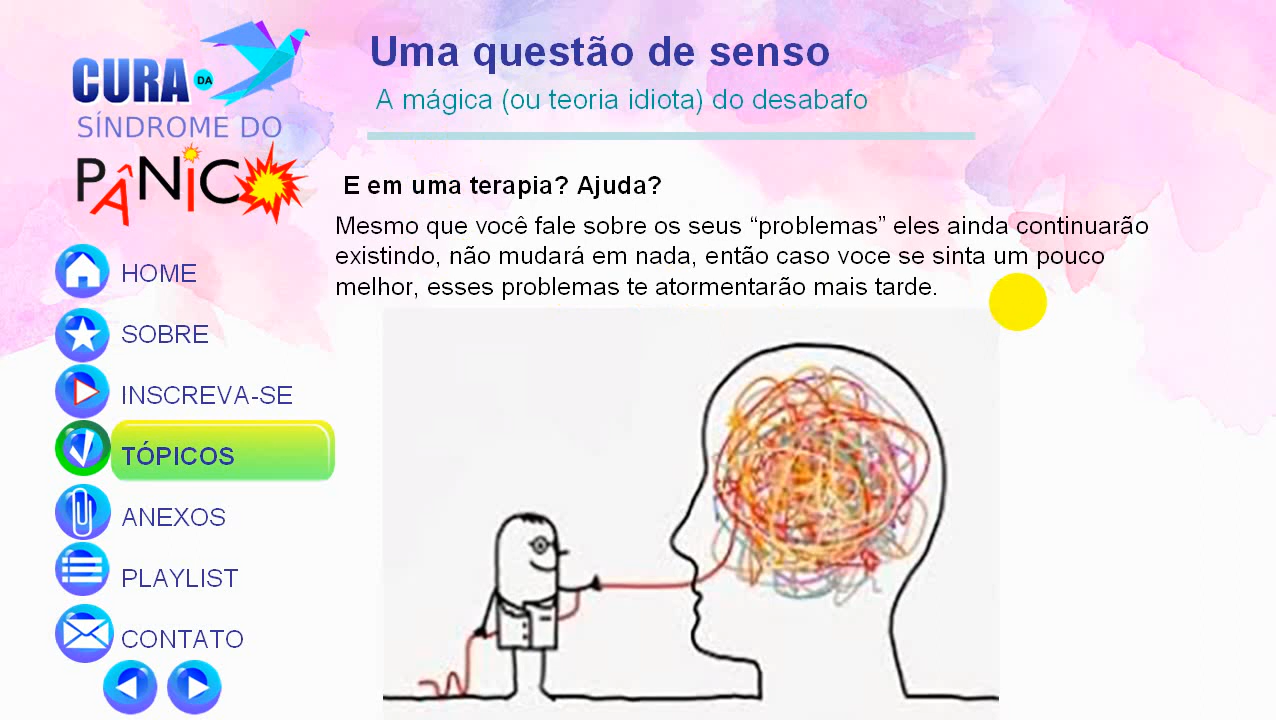 CURA DA
SÍNDROME DO
PÂNICO
Uma questão de senso
A mágica (ou teoria idiota) do desabafo
E em uma terapia? Ajuda?
Mesmo que você fale sobre os seus “problemas” eles ainda continuarão
existindo, não mudará em nada, então caso voce se sinta um pouco
melhor, esses problemas te atormentarão mais tarde.
HOME
SOBRE
INSCREVA-SE
TÓPICOS
ANEXOS
PLAYLIST
CONTATO